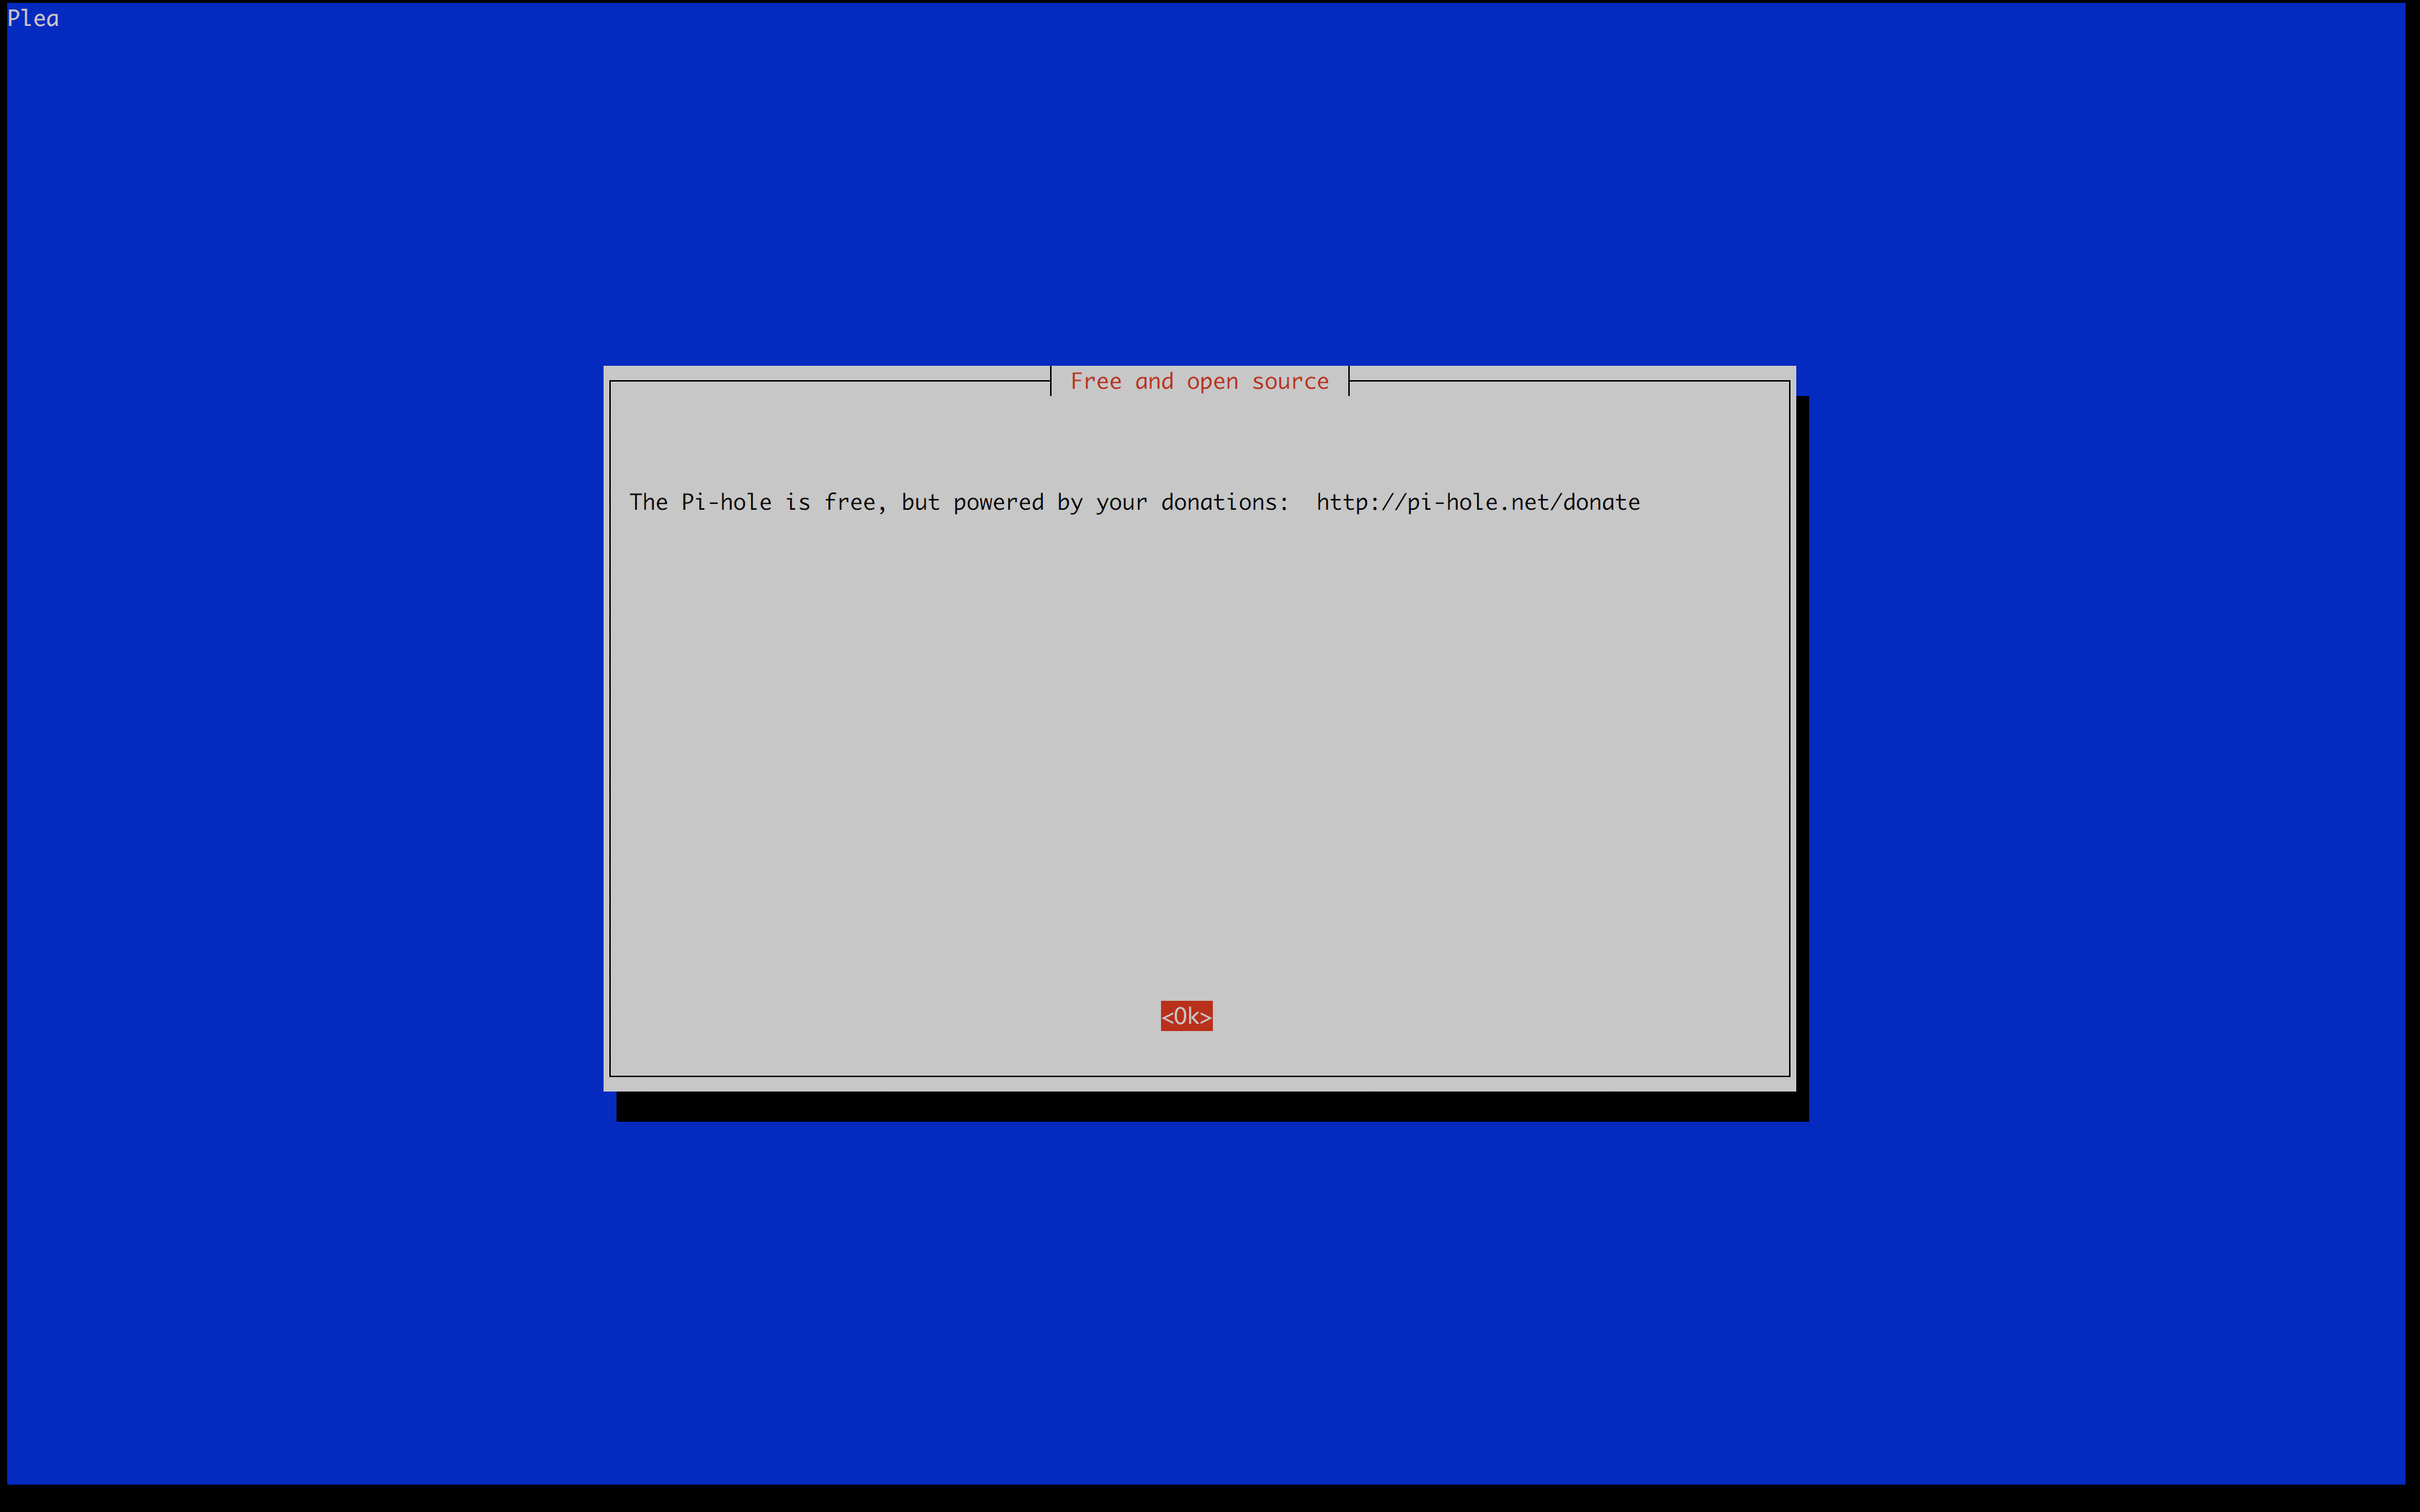 Plea
Free and open source
The Pi-hole is free, but powered by your donations:  http://pi-hole.net/donate
<Ok>